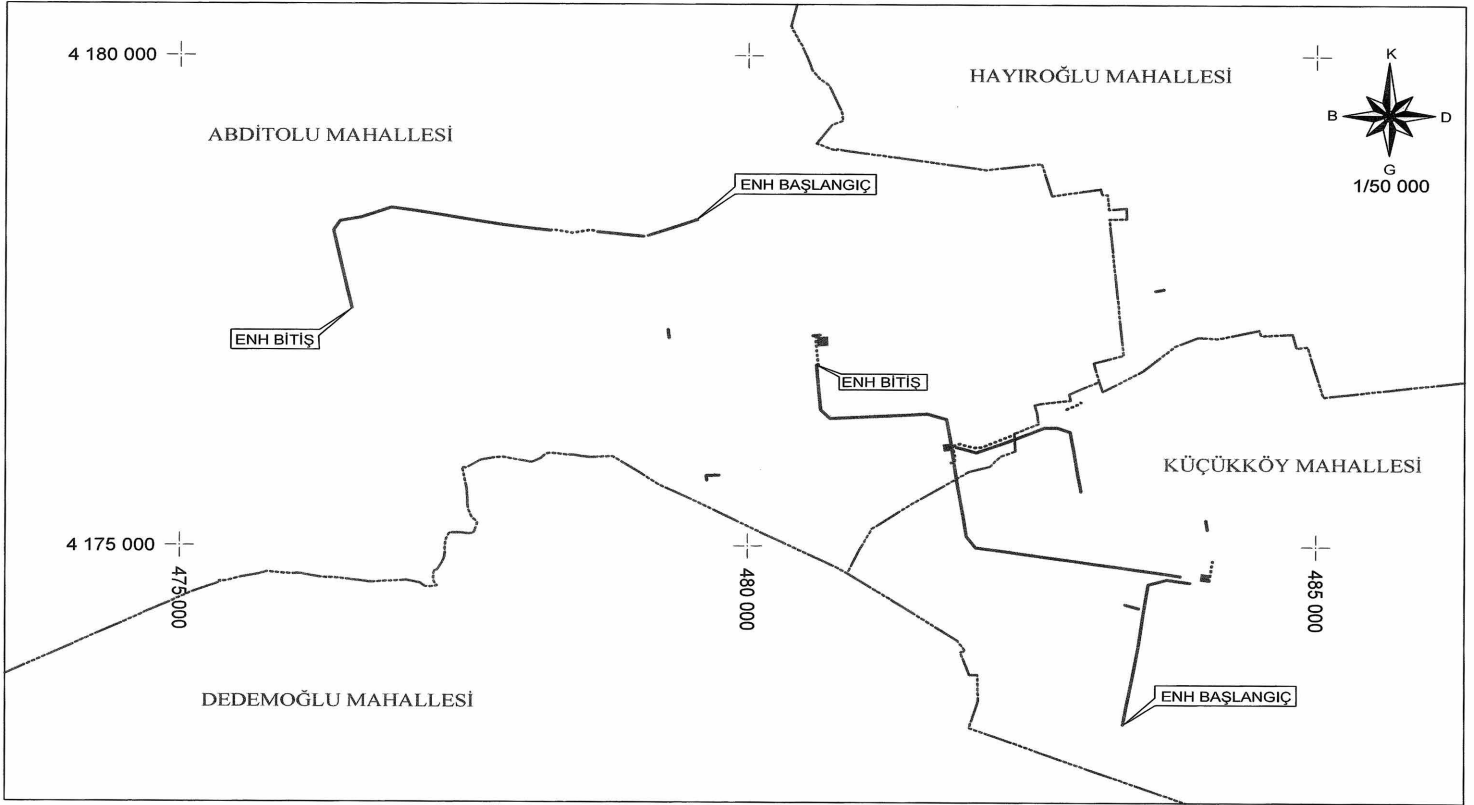 4 180 000
HAYIROĞLU MAHALLESİ
K
B
D
G
1/50 000
ABDİTOLU MAHALLESİ
ENH BAŞLANGIÇ
ENH BİTİŞ
ENH BİTİŞ
KÜÇÜKKÖY MAHALLESİ
4 175 000
475 000
480 000
485 000
DEDEMOĞLU MAHALLESİ
ENH BAŞLANGIÇ